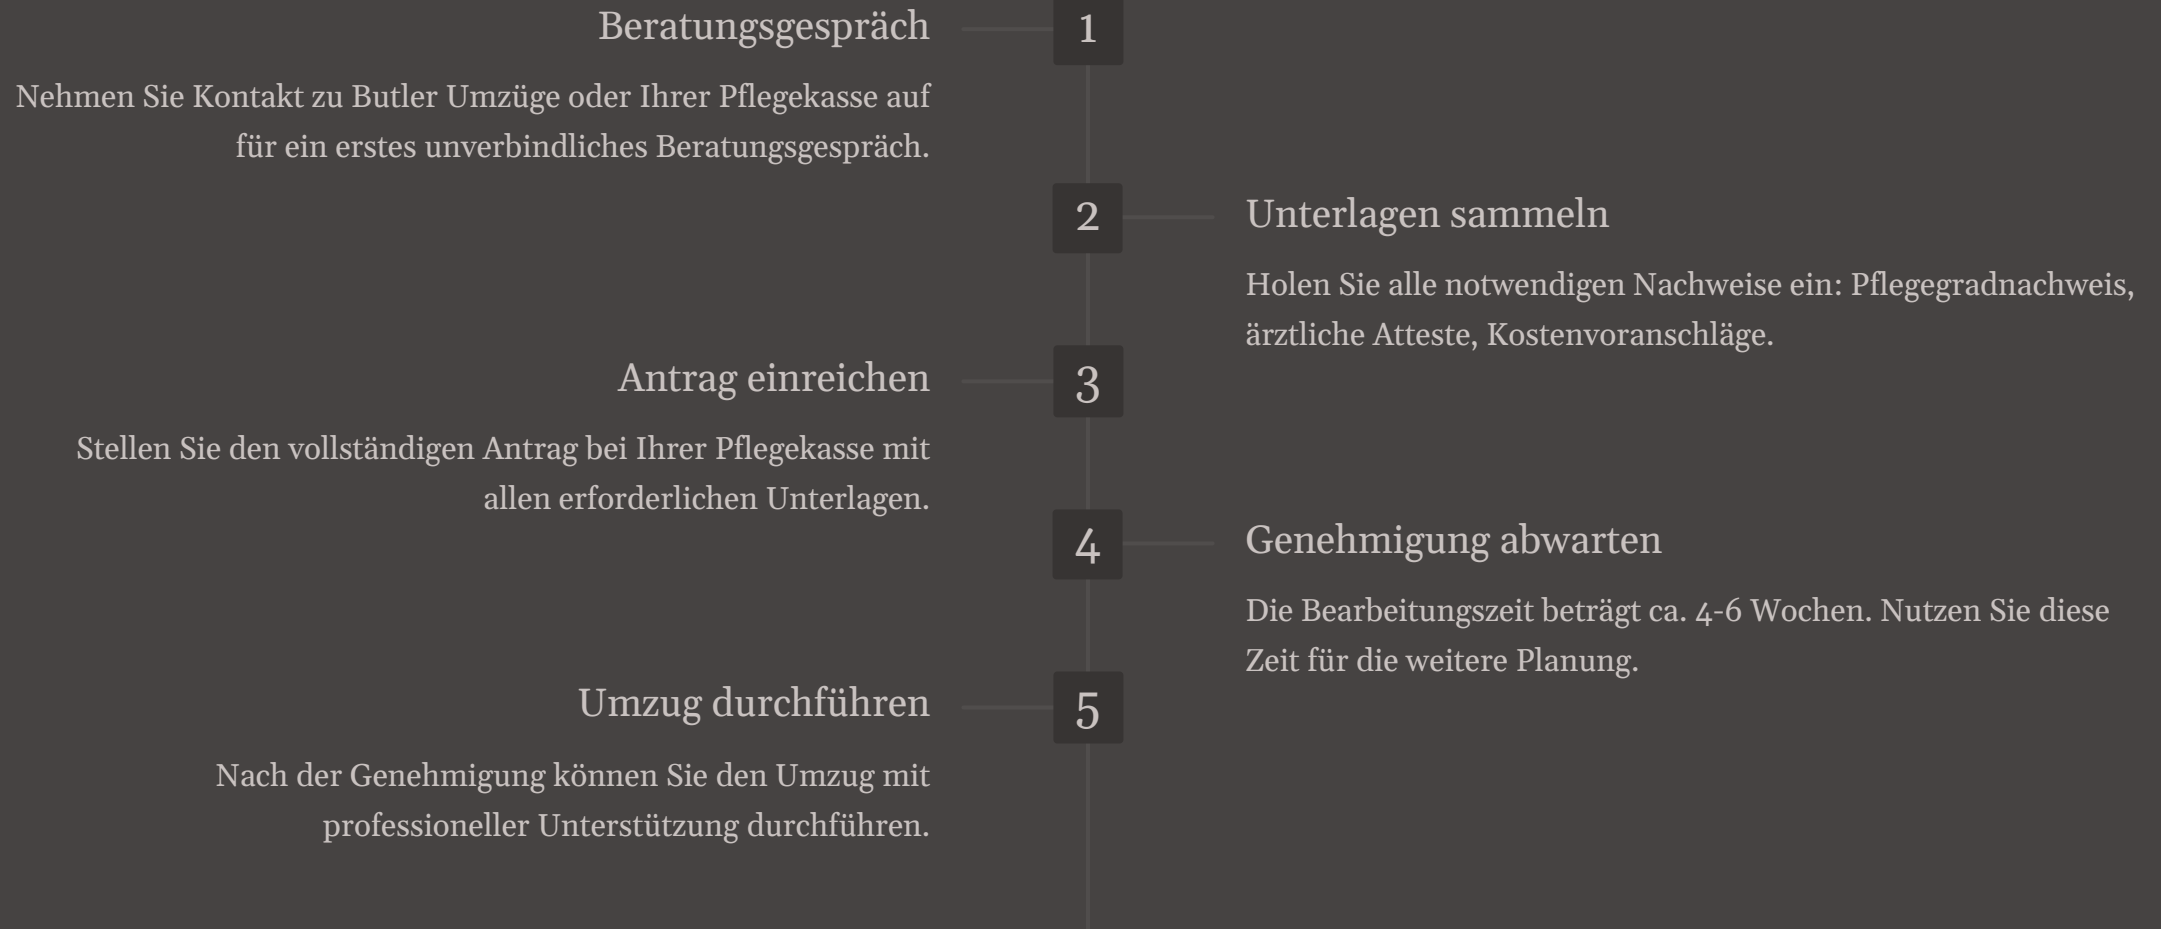 Beratungsgespräch
1
Nehmen Sie Kontakt zu Butler Umzüge oder Ihrer Pflegekasse auf
für ein erstes unverbindliches Beratungsgespräch.
2
Unterlagen sammeln
Holen Sie alle notwendigen Nachweise ein: Pflegegradnachweis,
ärztliche Atteste, Kostenvoranschläge.
Antrag einreichen
3
Stellen Sie den vollständigen Antrag bei Ihrer Pflegekasse mit
allen erforderlichen Unterlagen.
4
Genehmigung abwarten
Die Bearbeitungszeit beträgt ca. 4-6 Wochen. Nutzen Sie diese
Zeit für die weitere Planung.
Umzug durchführen
5
Nach der Genehmigung können Sie den Umzug mit
professioneller Unterstützung durchführen.